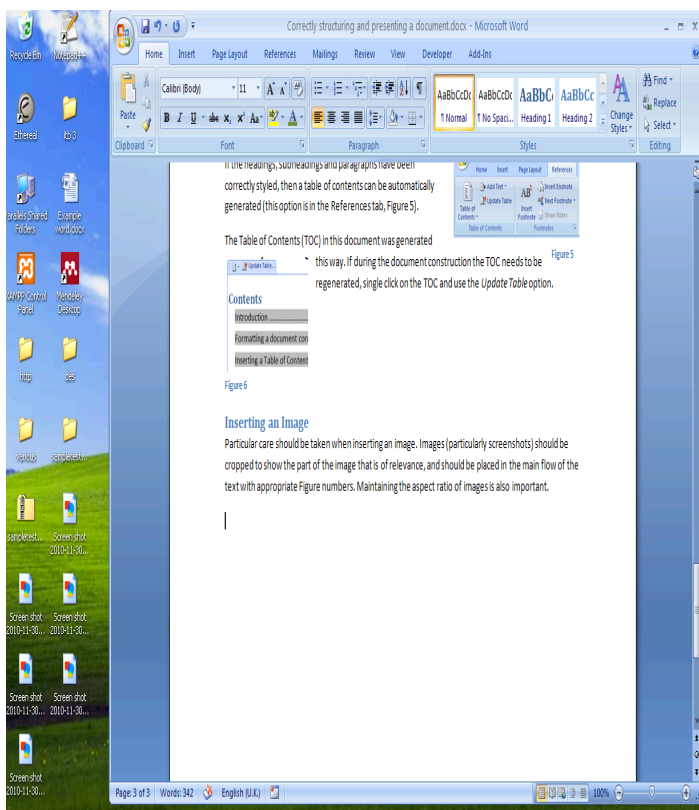 Correctly structuring and presenting a document.docx - Microsoft Word
Home Insert Page Layout References Mailings Review View Developer Add-Ins
Calibri (Body) 11
Paste
B I U abc x₂ x² Aa A
AaBbCcDc AaBbCcDc AaBbC AaBbCc
¶ Normal ¶ No Spaci... Heading 1 Heading 2
Change
Styles
Find
Replace
Select
Clipboard Font Paragraph Styles Editing
If the headings, subheadings and paragraphs have been
correctly styled, then a table of contents can be automatically
generated (this option is in the References tab, Figure 5).
Home Insert Page Layout References
Table of
Contents
Add Text
Update Table
AB¹
Insert
Footnote
Insert Endnote
Next Footnote
Show Notes
Table of Contents Footnotes
Figure 5
The Table of Contents (TOC) in this document was generated
this way. If during the document construction the TOC needs to be
regenerated, single click on the TOC and use the Update Table option.
Update Table...
Contents
Introduction
Formatting a document con
Inserting a Table of Content
Figure 6
Inserting an Image
Particular care should be taken when inserting an image. Images (particularly screenshots) should be
cropped to show the part of the image that is of relevance, and should be placed in the main flow of the
text with appropriate Figure numbers. Maintaining the aspect ratio of images is also important.
Page: 3 of 3 Words: 342 English (U.K.) 100%
Recycle Bin
Notepad++
Ethereal
kb 3
Parallels Shared
Folders
Example
word.docx
XAMPP Control
Panel
Mendeley
Desktop
des
various
sampletest...
sampletest...
Screen shot
2010-11-30...
Screen shot
2010-11-30...
Screen shot
2010-11-30...
Screen shot
2010-11-30...
Screen shot
2010-11-30...
Screen shot
2010-11-30...